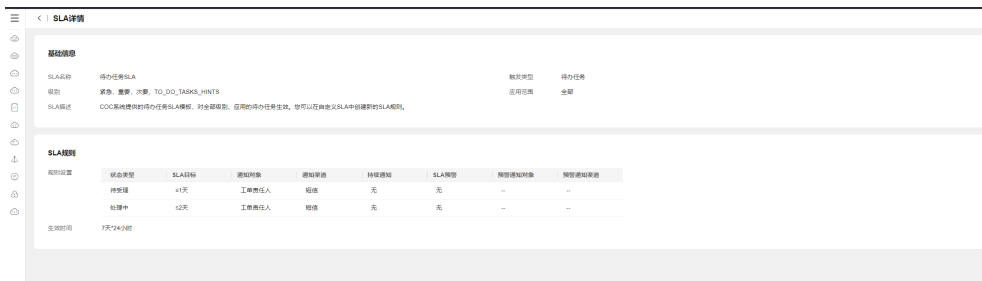 SLA详情
基础信息
SLA名称 待办任务SLA 触发类型 待办任务
级别 紧急、重要、次要、TO_DO_TASKS_HINTS 应用范围 全部
SLA描述 COC系统提供的待办任务SLA模板，对全部级别、应用的待办任务生效。您可以在自定义SLA中创建新的SLA规则。
SLA规则
规则设置 状态类型 SLA目标 通知对象 通知渠道 持续通知 SLA预警 预警通知对象 预警通知渠道
待受理 ≤1天 工单责任人 短信 无 无 -- --
处理中 ≤2天 工单责任人 短信 无 无 -- --
生效时间 7天*24小时